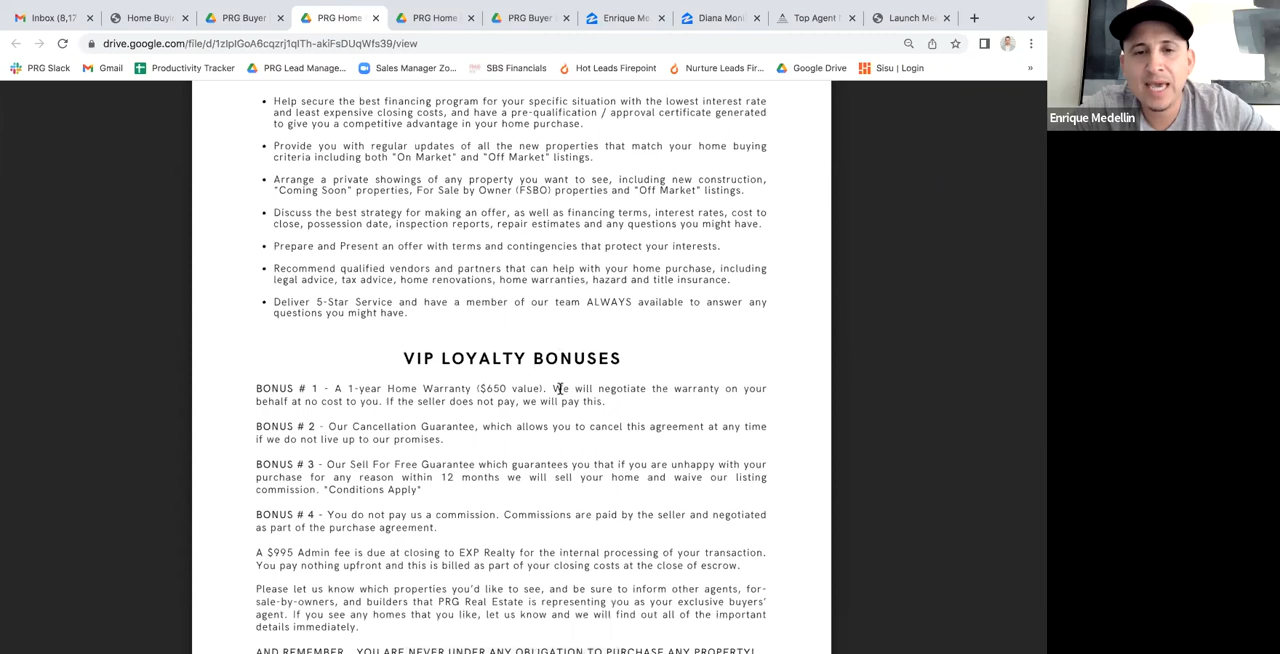 Inbox (8,17
Home Buyi
PRG Buyer
PRG Home
PRG Home
PRG Buyer
Enrique Me
Diana Moni
Top Agent
Launch Me
drive.google.com/file/d/1zIpIGoA6cqzrj1qITh-akiFsDUqWfs39/view
PRG Slack
Gmail
Productivity Tracker
PRG Lead Manage...
Sales Manager Zo...
SBS Financials
Hot Leads Firepoint
Nurture Leads Fir...
Google Drive
Sisu | Login
»
Enrique Medellin
• Help secure the best financing program for your specific situation with the lowest interest rate
and least expensive closing costs, and have a pre-qualification / approval certificate generated
to give you a competitive advantage in your home purchase.
• Provide you with regular updates of all the new properties that match your home buying
criteria including both "On Market" and "Off Market" listings.
• Arrange a private showings of any property you want to see, including new construction,
"Coming Soon" properties, For Sale by Owner (FSBO) properties and "Off Market" listings.
• Discuss the best strategy for making an offer, as well as financing terms, interest rates, cost to
close, possession date, inspection reports, repair estimates and any questions you might have.
• Prepare and Present an offer with terms and contingencies that protect your interests.
• Recommend qualified vendors and partners that can help with your home purchase, including
legal advice, tax advice, home renovations, home warranties, hazard and title insurance.
• Deliver 5-Star Service and have a member of our team ALWAYS available to answer any
questions you might have.
VIP LOYALTY BONUSES
BONUS # 1 - A 1-year Home Warranty ($650 value). We will negotiate the warranty on your
behalf at no cost to you. If the seller does not pay, we will pay this.
BONUS # 2 - Our Cancellation Guarantee, which allows you to cancel this agreement at any time
if we do not live up to our promises.
BONUS # 3 - Our Sell For Free Guarantee which guarantees you that if you are unhappy with your
purchase for any reason within 12 months we will sell your home and waive our listing
commission. *Conditions Apply*
BONUS # 4 - You do not pay us a commission. Commissions are paid by the seller and negotiated
as part of the purchase agreement.
A $995 Admin fee is due at closing to EXP Realty for the internal processing of your transaction.
You pay nothing upfront and this is billed as part of your closing costs at the close of escrow.
Please let us know which properties you'd like to see, and be sure to inform other agents, for-
sale-by-owners, and builders that PRG Real Estate is representing you as your exclusive buyers'
agent. If you see any homes that you like, let us know and we will find out all of the important
details immediately.
AND REMEMBER... YOU ARE NEVER UNDER ANY OBLIGATION TO PURCHASE ANY PROPERTY!